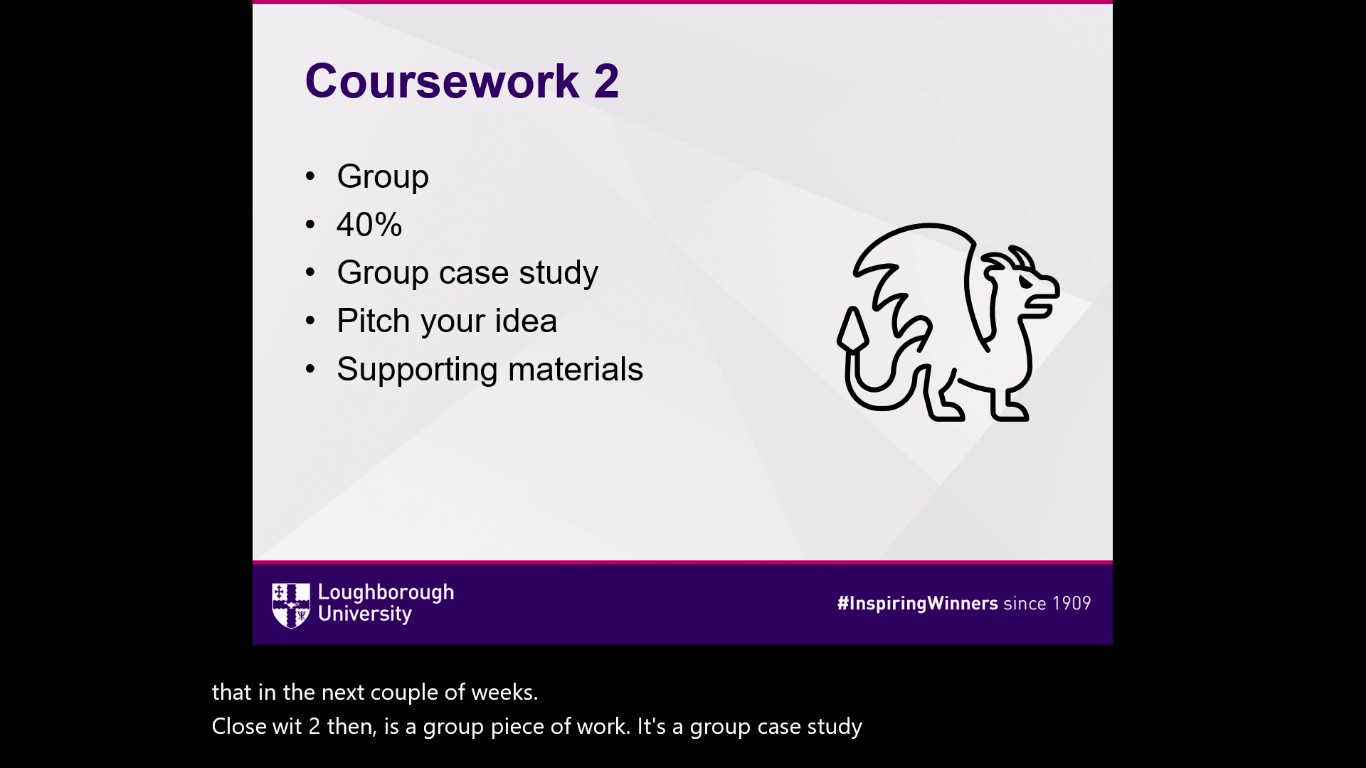 Coursework 2
• Group
• 40%
• Group case study
• Pitch your idea
• Supporting materials
Loughborough
University
#InspiringWinners since 1909
that in the next couple of weeks.
Close wit 2 then, is a group piece of work. It's a group case study